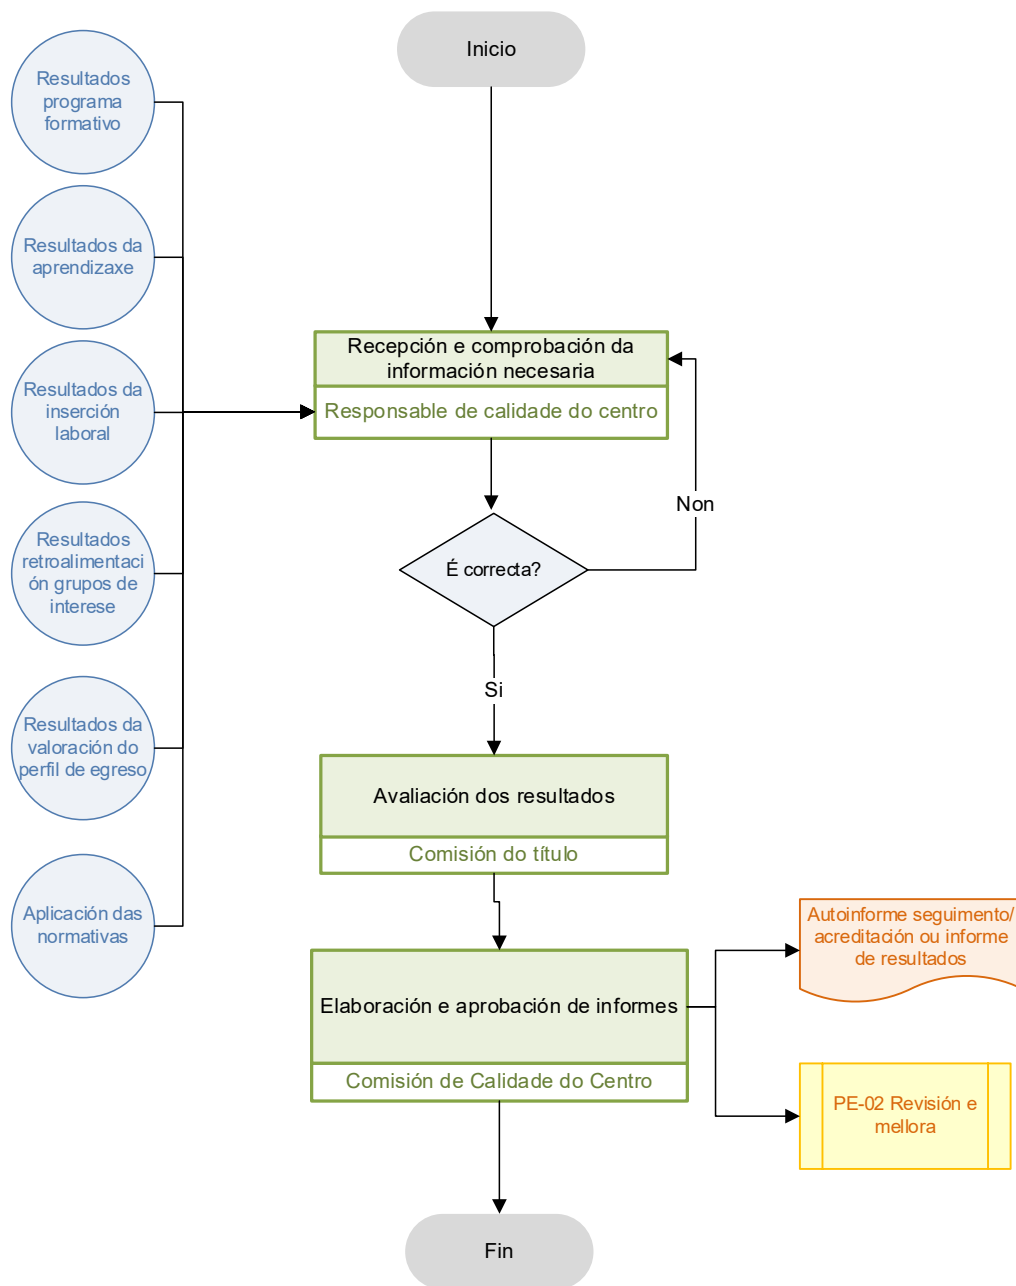 Inicio
Resultados
programa
formativo
Resultados da
aprendizaxe
Resultados da
inserción
laboral
Resultados
retroalimentaci
ón grupos de
interese
Resultados da
valoración do
perfil de egreso
Aplicación das
normativas
Recepción e comprobación da
información necesaria
Responsable de calidade do centro
Non
É correcta?
Si
Avaliación dos resultados
Comisión do título
Elaboración e aprobación de informes
Comisión de Calidade do Centro
Autoinforme seguimento/
acreditación ou informe
de resultados
PE-02 Revisión e
mellora
Fin